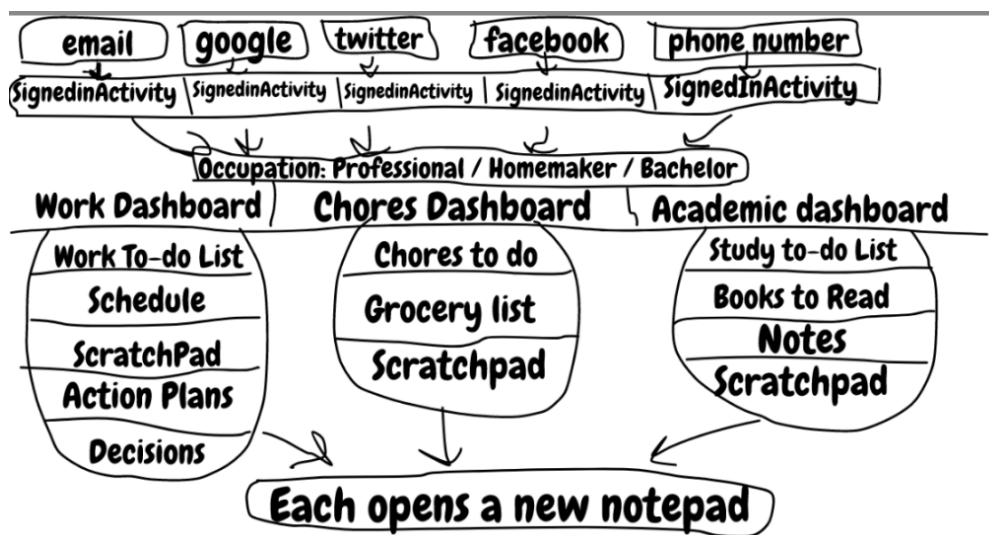 email google twitter facebook phone number
SignedinActivity SignedinActivity SignedinActivity SignedinActivity SignedInActivity
Occupation: Professional / Homemaker / Bachelor
Work Dashboard Chores Dashboard Academic dashboard
Work To-do List
Schedule
ScratchPad
Action Plans
Decisions
Chores to do
Grocery list
Scratchpad
Study to-do List
Books to Read
Notes
Scratchpad
Each opens a new notepad